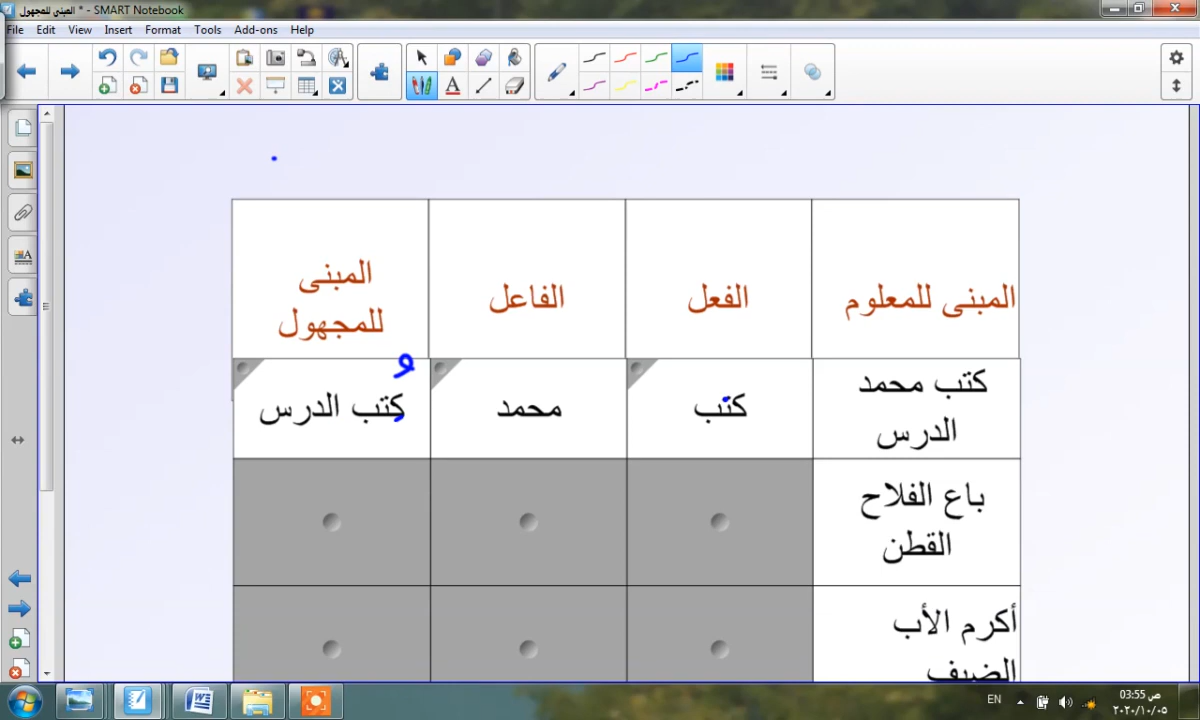 المبنى للمجهول * - SMART Notebook
File Edit View Insert Format Tools Add-ons Help
المبنى للمعلوم
الفعل
الفاعل
المبنى
للمجهول
كتب محمد
الدرس
كتب
محمد
كُتب الدرس
باع الفلاح
القطن
أكرم الأب
الضيف
EN
03:55 ص
٢٠٢٠/١٠/٠٥